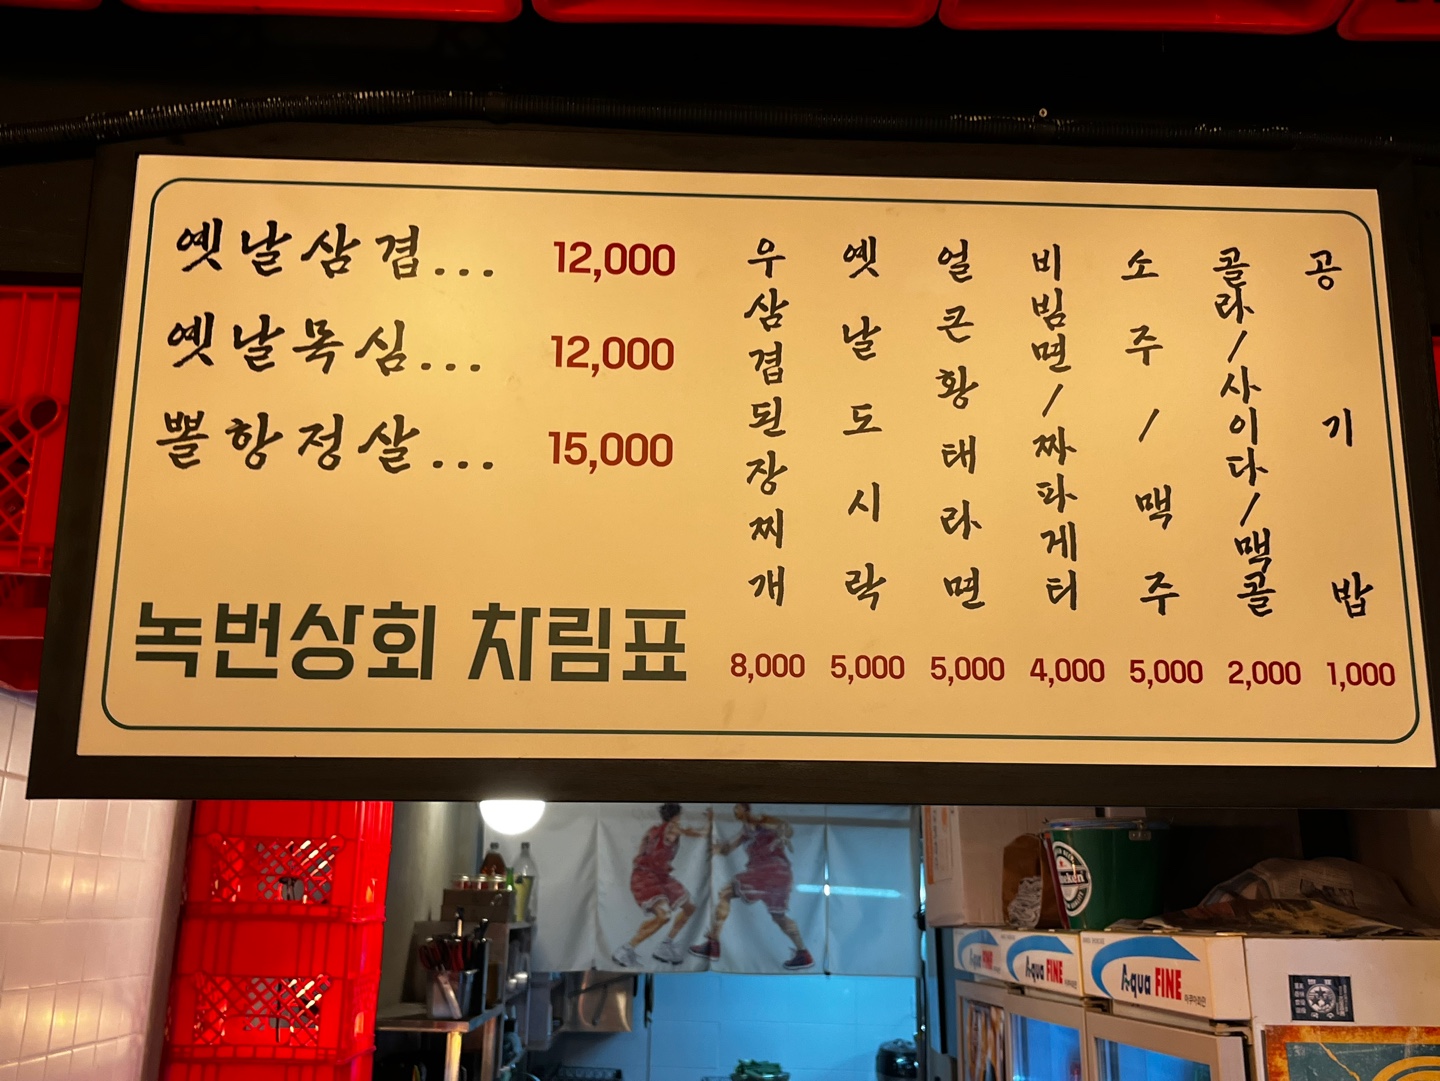 옛날삼겹... 12,000
옛날목심... 12,000
뽈항정살... 15,000
녹번상회 차림표
우삼겹된장찌개 8,000
옛날도시락 5,000
얼큰황태라면 5,000
비빔면/짜파게티 4,000
소주/맥주 5,000
콜라/사이다/맥콜 2,000
공기밥 1,000
Aqua FINE
Aqua FINE
Aqua FINE